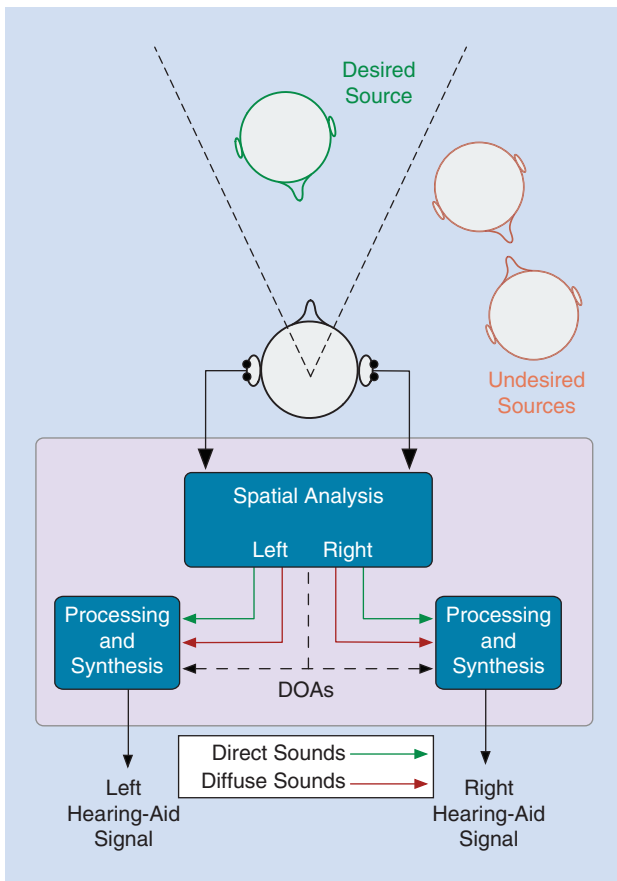 Desired
Source
Undesired
Sources
Spatial Analysis
Left Right
Processing
and
Synthesis
Processing
and
Synthesis
DOAs
Direct Sounds
Diffuse Sounds
Left
Hearing-Aid
Signal
Right
Hearing-Aid
Signal